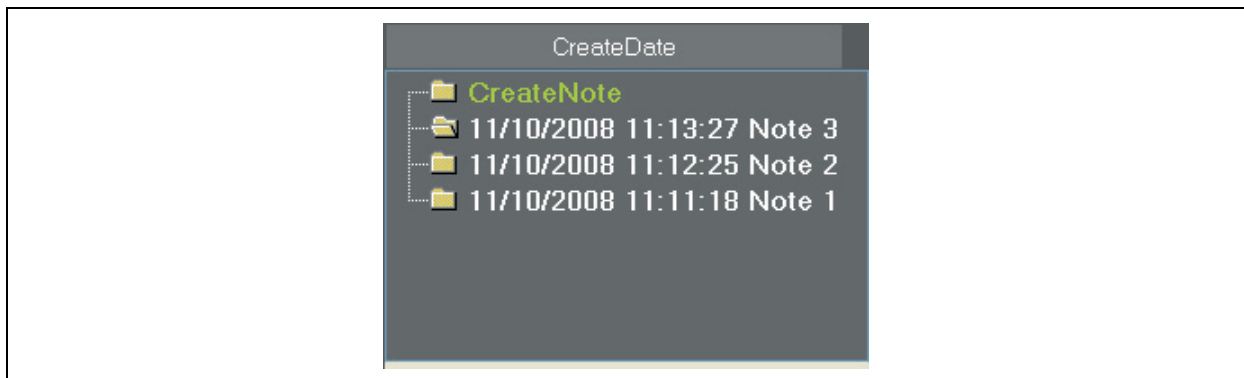 CreateDate
CreateNote
11/10/2008 11:13:27 Note 3
11/10/2008 11:12:25 Note 2
11/10/2008 11:11:18 Note 1